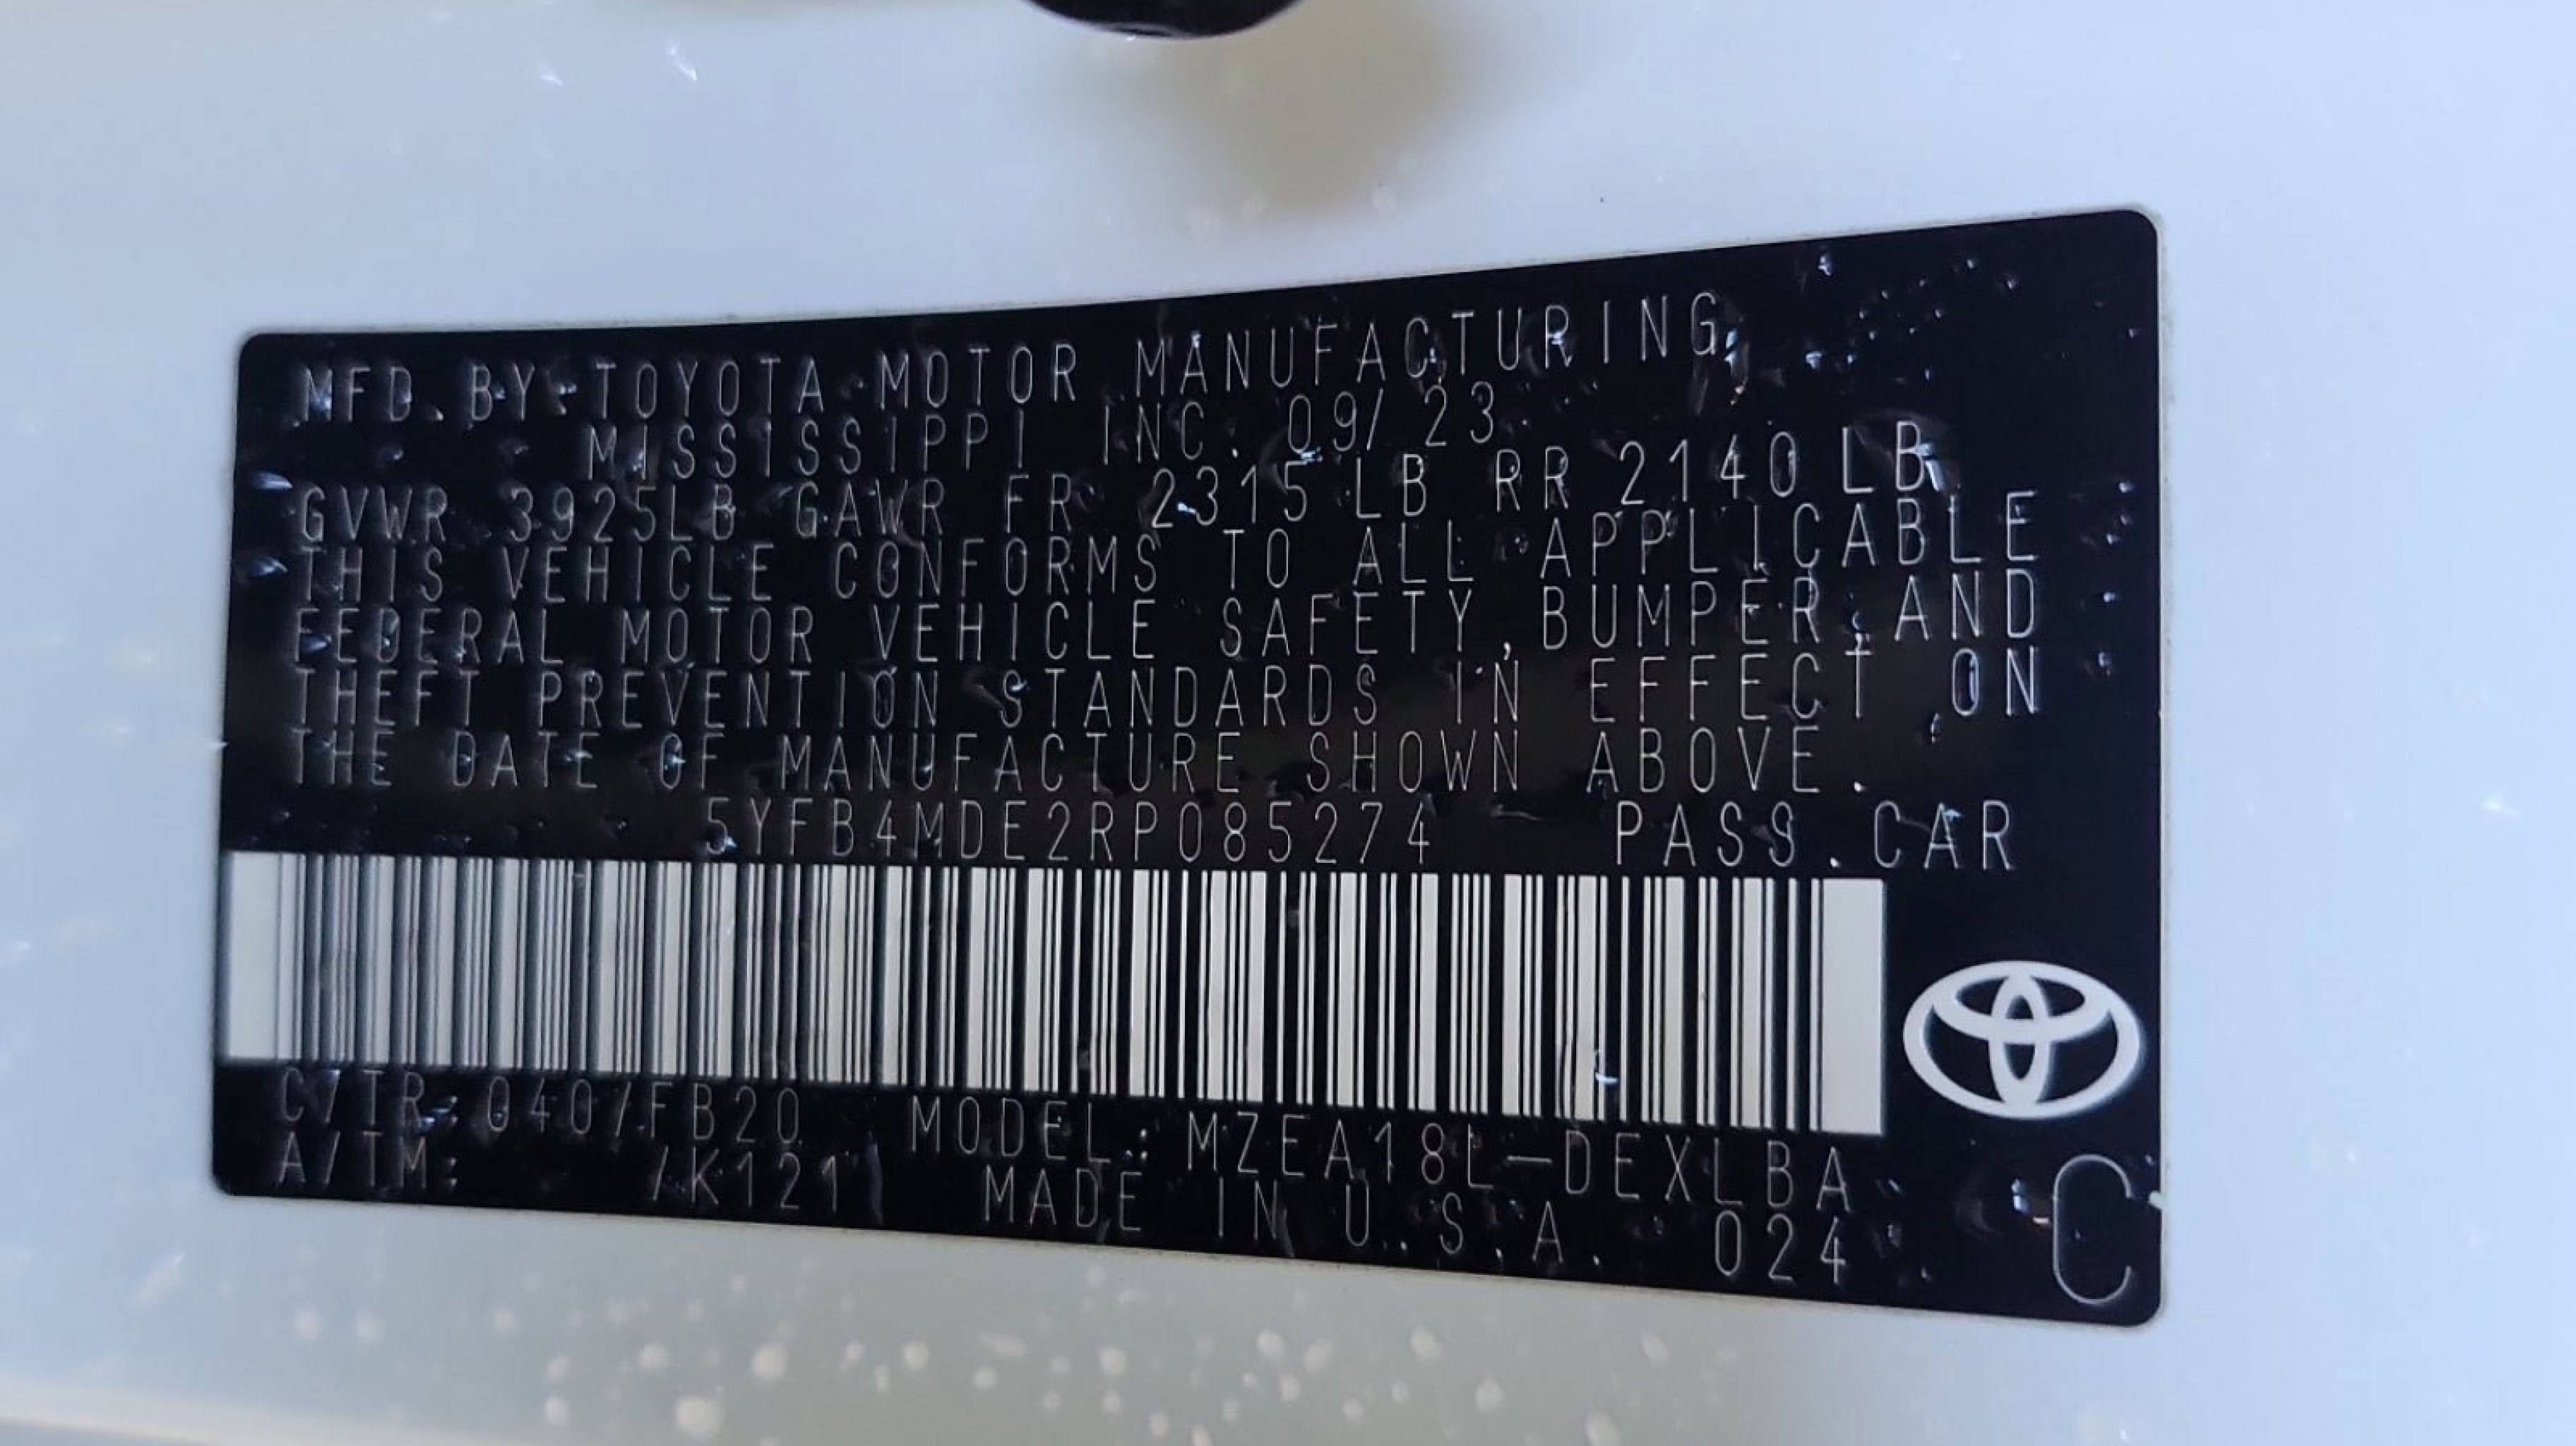 MFD. BY TOYOTA MOTOR MANUFACTURING,
MISSISSIPPI INC. 09/23
GVWR 3925LB GAWR FR 2315 LB RR 2140 LB
THIS VEHICLE CONFORMS TO ALL APPLICABLE
FEDERAL MOTOR VEHICLE SAFETY, BUMPER, AND
THEFT PREVENTION STANDARDS IN EFFECT ON
THE DATE OF MANUFACTURE SHOWN ABOVE.
5YFB4MDE2RP085274 PASS. CAR
C/TR: 040/FB20 MODEL: MZEA18L-DEXLBA
A/TM: /K121 MADE IN U.S.A. 024
C